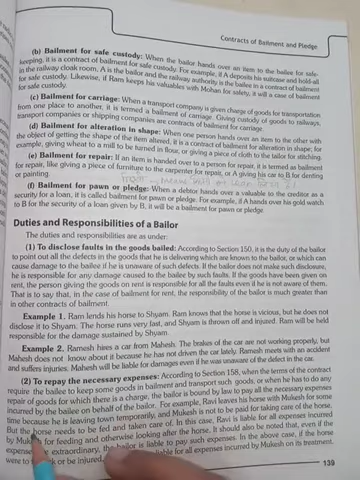 Contracts of Bailment and Pledge
(b) Bailment for safe custody: When the bailor hands over an item to the bailee for safe-
keeping, it is a contract of bailment for safe custody. For example, if A deposits his suitcase and hold-all
in the railway cloak room, A is the bailor and the railway authority is the bailee in a contract of bailment
for safe custody. Likewise, if Ram keeps his valuables with Mohan for safety, it will a case of bailment
for safe custody.
(c) Bailment for carriage: When a transport company is given charge of goods for transportation
from one place to another, it is termed a bailment of carriage. Giving custody of goods to railways,
transport companies or shipping companies are contracts of bailment for carriage.
(d) Bailment for alteration in shape: When one person hands over an item to the other with
the object of getting the shape of the item altered, it is a contract of bailment for alteration in shape; for
example, giving wheat to a mill to be turned in flour, or giving a piece of cloth to the tailor for stitching.
(e) Bailment for repair: If an item is handed over to a person for repair, it is termed as bailment
for repair, like giving a piece of furniture to the carpenter for repair, or A giving his car to B for denting
or painting.
(f) Bailment for pawn or pledge: When a debtor hands over a valuable to the creditor as a
security for a loan, it is called bailment for pawn or pledge. For example, if A hands over his gold watch
to B for the security of a loan given by B, it will be a bailment for pawn or pledge.
Duties and Responsibilities of a Bailor
The duties and responsibilities are as under:
(1) To disclose faults in the goods bailed: According to Section 150, it is the duty of the bailor
to point out all the defects in the goods that he is delivering which are known to the bailor, or which can
cause damage to the bailee if he is unaware of such defects. If the bailor does not make such disclosure,
he is responsible for any damage caused to the bailee by such faults. If the goods have been given on
rent, the person giving the goods on rent is responsible for all the faults even if he is not aware of them.
That is to say that, in the case of bailment for rent, the responsibility of the bailor is much greater than
in other contracts of bailment.
Example 1. Ram lends his horse to Shyam. Ram knows that the horse is vicious, but he does not
disclose it to Shyam. The horse runs very fast, and Shyam is thrown off and injured. Ram will be held
responsible for the damage sustained by Shyam.
Example 2. Ramesh hires a car from Mahesh. The brakes of the car are not working properly, but
Mahesh does not know about it because he has not driven the car lately. Ramesh meets with an accident
and suffers injuries. Mahesh will be liable for damages even if he was unaware of the defect in the car.
(2) To repay the necessary expenses: According to Section 158, when the terms of the contract
require the bailee to keep some goods in bailment and transport such goods, or when he has to do any
repair of goods for which there is a charge, the bailor is bound by law to pay all the necessary expenses
incurred by the bailee on behalf of the bailor. For example, Ravi leaves his horse with Mukesh for some
time because he is leaving town temporarily, and Mukesh is not to be paid for taking care of the horse.
But the horse needs to be fed and taken care of. In this case, Ravi is liable for all expenses incurred
by Mukesh for feeding and otherwise looking after the horse. It should also be noted that, even if the
expenses extraordinary, the bailor is liable to pay such expenses. In the above case, if the horse
were to or be injured, liable for all expenses incurred by Mukesh on its treatment.
139